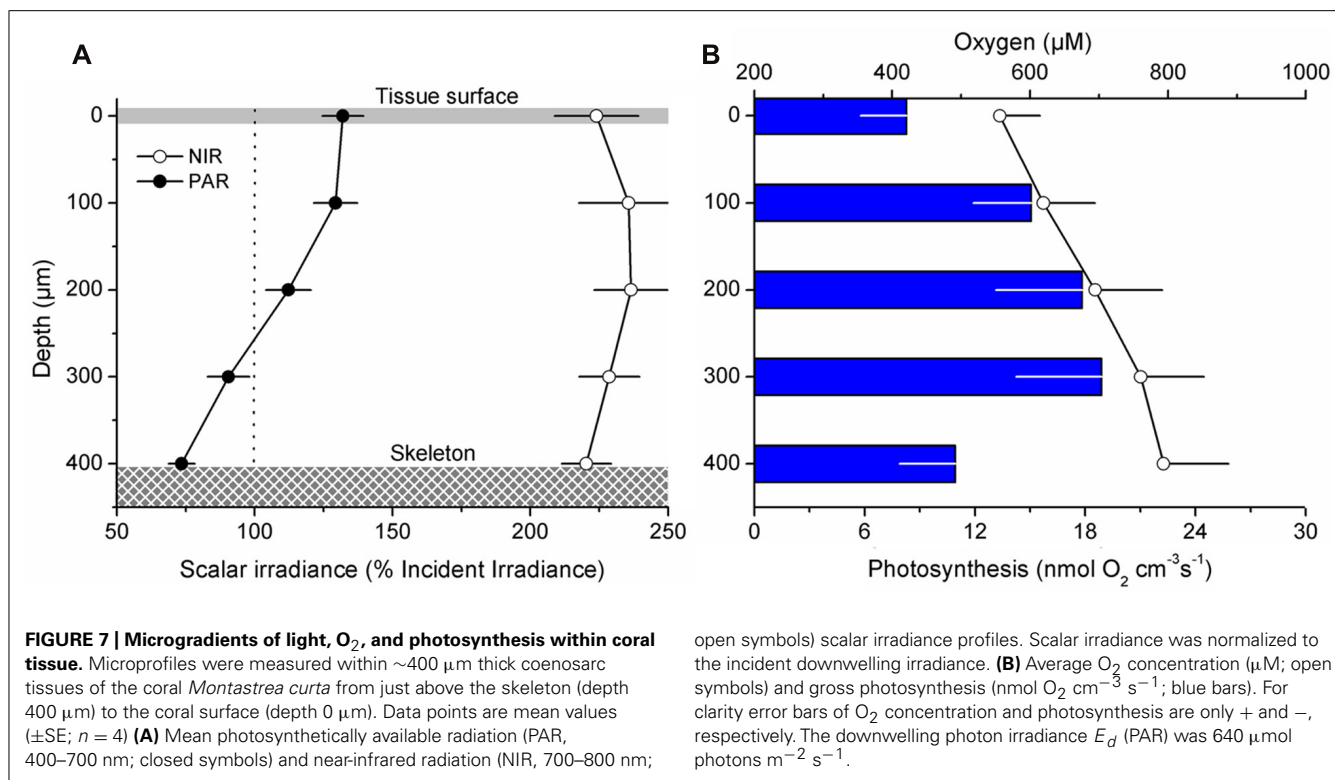 A
Tissue surface
0
NIR
PAR
100
200
300
Skeleton
400
Depth (µm)
50 100 150 200 250
Scalar irradiance (% Incident Irradiance)
B
Oxygen (µM)
200 400 600 800 1000
0
100
200
300
400
0 6 12 18 24 30
Photosynthesis (nmol O₂ cm⁻³s⁻¹)
FIGURE 7 | Microgradients of light, O₂, and photosynthesis within coral
tissue. Microprofiles were measured within ∼400 µm thick coenosarc
tissues of the coral Montastrea curta from just above the skeleton (depth
400 µm) to the coral surface (depth 0 µm). Data points are mean values
(±SE; n = 4) (A) Mean photosynthetically available radiation (PAR,
400–700 nm; closed symbols) and near-infrared radiation (NIR, 700–800 nm;
open symbols) scalar irradiance profiles. Scalar irradiance was normalized to
the incident downwelling irradiance. (B) Average O₂ concentration (µM; open
symbols) and gross photosynthesis (nmol O₂ cm⁻³ s⁻¹; blue bars). For
clarity error bars of O₂ concentration and photosynthesis are only + and −,
respectively. The downwelling photon irradiance E_d (PAR) was 640 µmol
photons m⁻² s⁻¹.